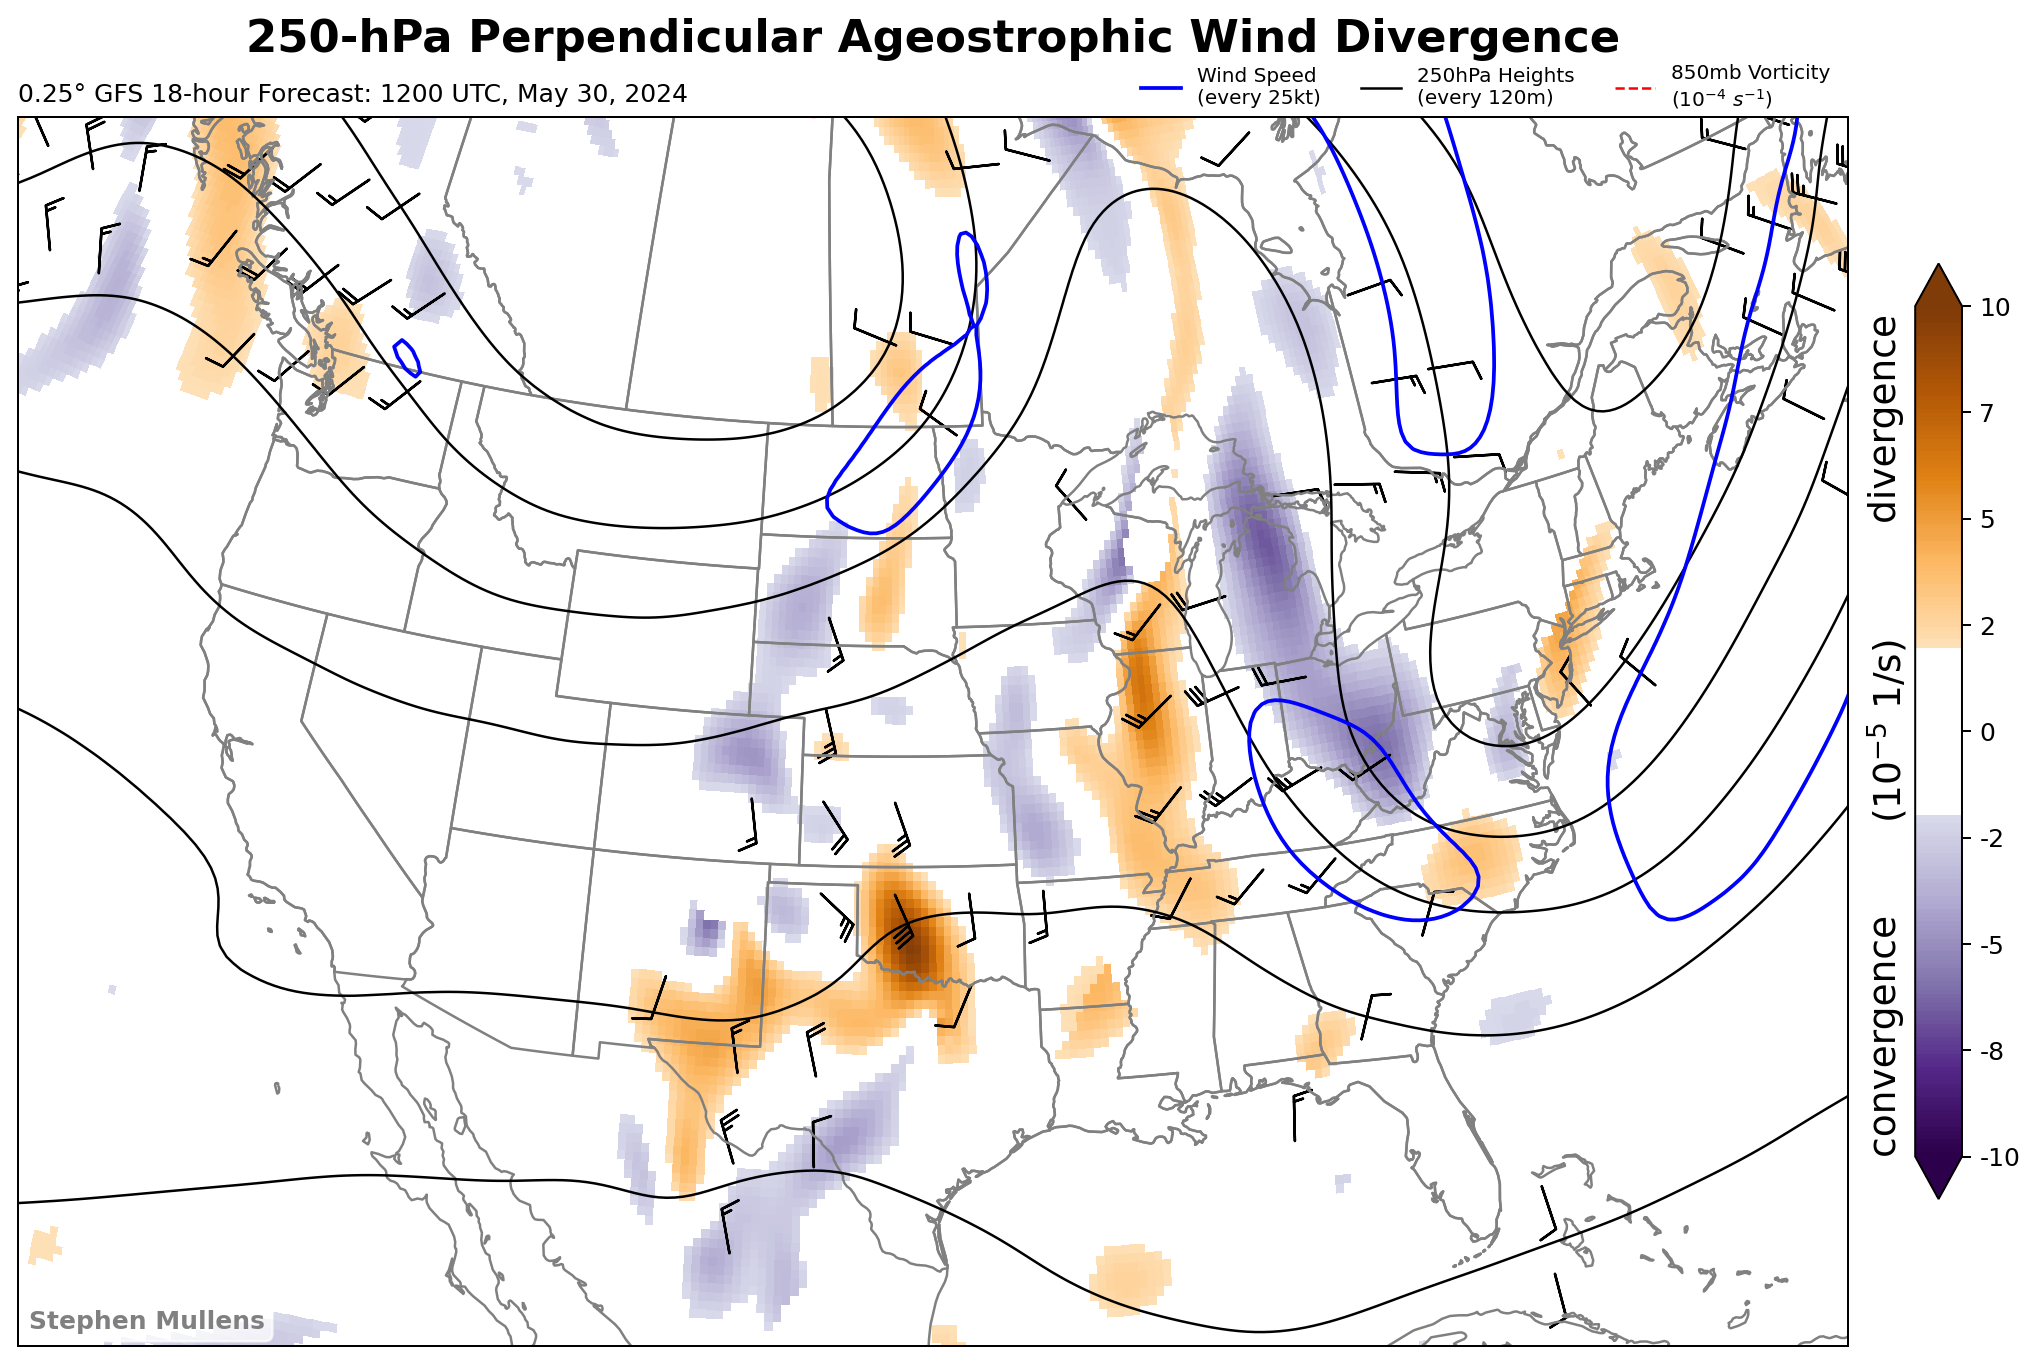 250-hPa Perpendicular Ageostrophic Wind Divergence
0.25° GFS 18-hour Forecast: 1200 UTC, May 30, 2024
Wind Speed
(every 25kt)
250hPa Heights
(every 120m)
850mb Vorticity
(10⁻⁴ s⁻¹)
10
7
5
2
0
-2
-5
-8
-10
convergence (10⁻⁵ 1/s) divergence
Stephen Mullens